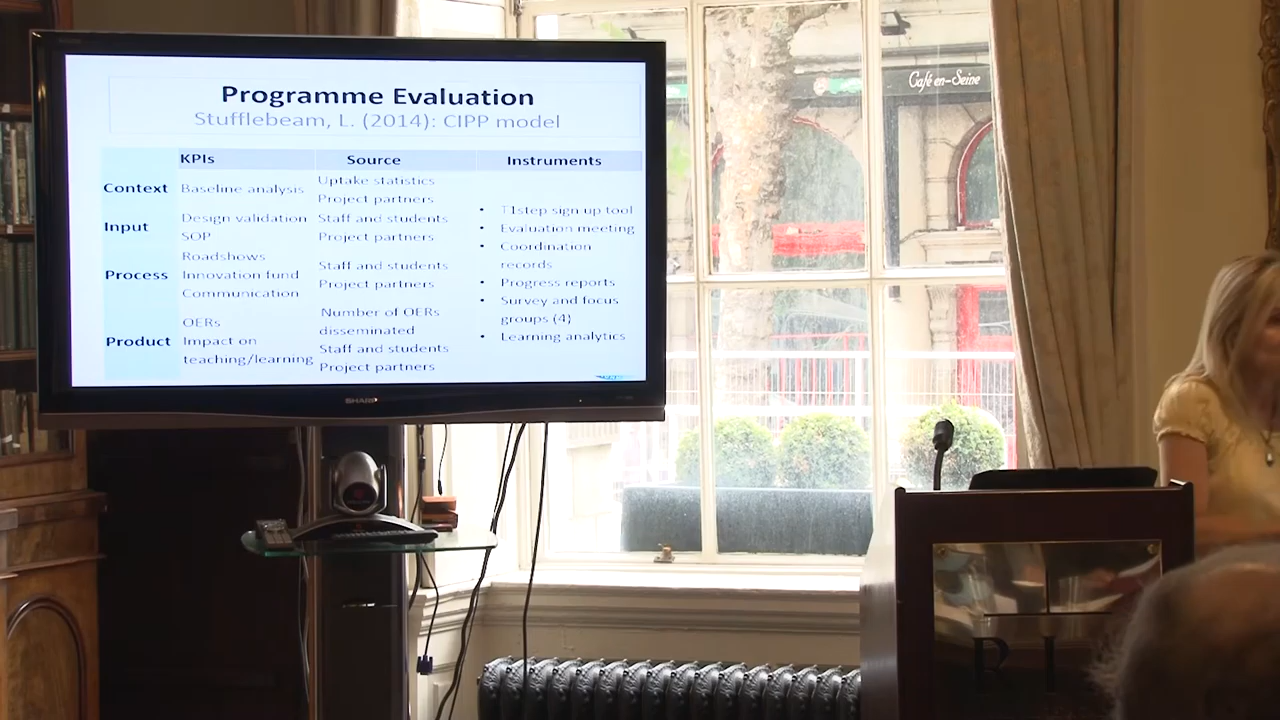 Programme Evaluation
Stufflebeam, L. (2014): CIPP model
KPIs Source Instruments
Context
Baseline analysis
Uptake statistics
Project partners
Input
Design validation
SOP
Staff and students
Project partners
Process
Roadshows
Innovation fund
Communication
Staff and students
Project partners
Product
OERs
Impact on
teaching/learning
Number of OERs
disseminated
Staff and students
Project partners
• T1step sign up tool
• Evaluation meeting
• Coordination
records
• Progress reports
• Survey and focus
groups (4)
• Learning analytics
SHARP
Café en-Seine
R I